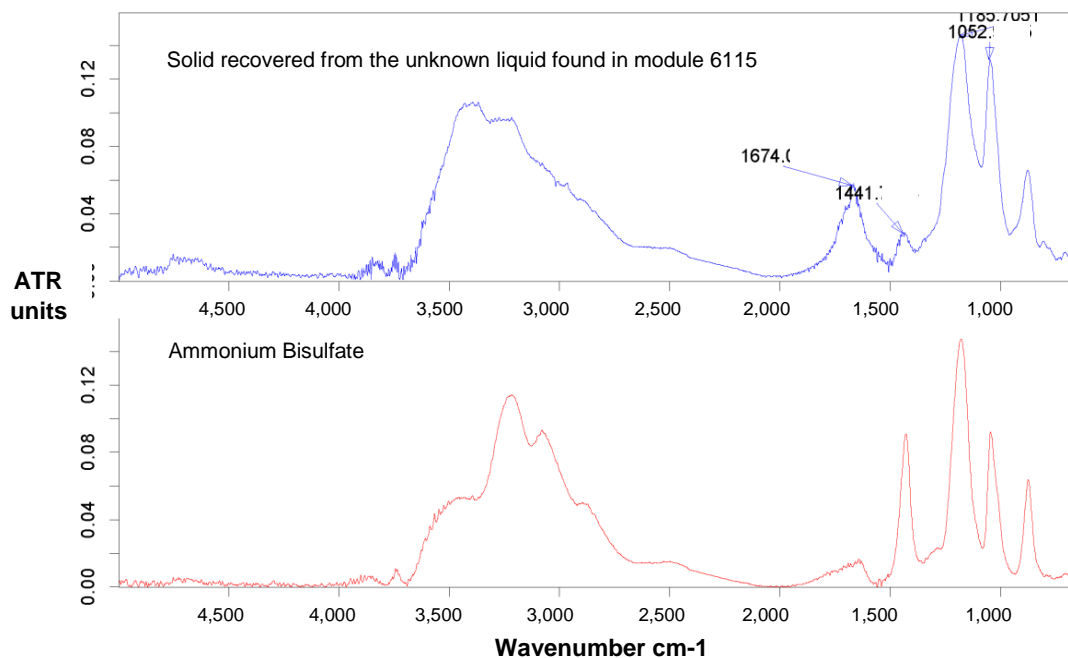 1185.7051
1052.
Solid recovered from the unknown liquid found in module 6115
0.12
0.08
1674.0
1441.
0.04
0.00
ATR
units
4,500 4,000 3,500 3,000 2,500 2,000 1,500 1,000
Ammonium Bisulfate
0.12
0.08
0.04
0.00
4,500 4,000 3,500 3,000 2,500 2,000 1,500 1,000
Wavenumber cm-1